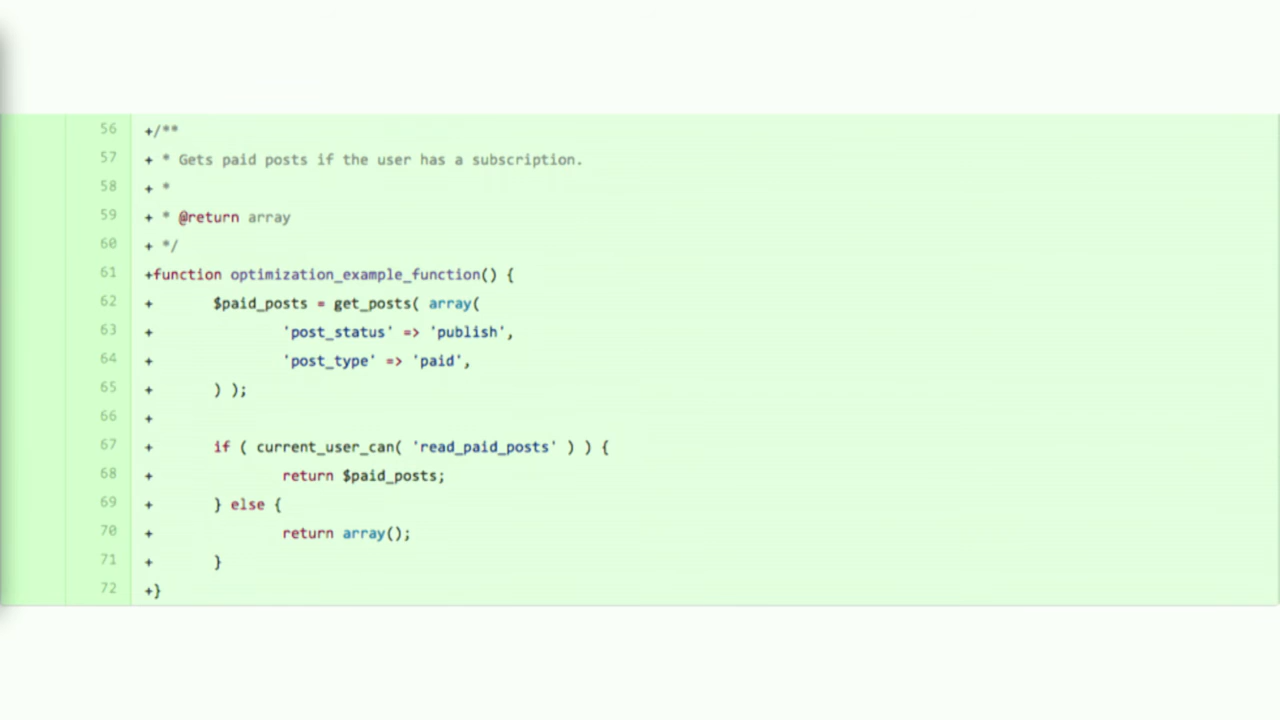 56 +/**
57 + * Gets paid posts if the user has a subscription.
58 + *
59 + * @return array
60 + */
61 +function optimization_example_function() {
62 +       $paid_posts = get_posts( array(
63 +               'post_status' => 'publish',
64 +               'post_type' => 'paid',
65 +       ) );
66 +
67 +       if ( current_user_can( 'read_paid_posts' ) ) {
68 +               return $paid_posts;
69 +       } else {
70 +               return array();
71 +       }
72 +}